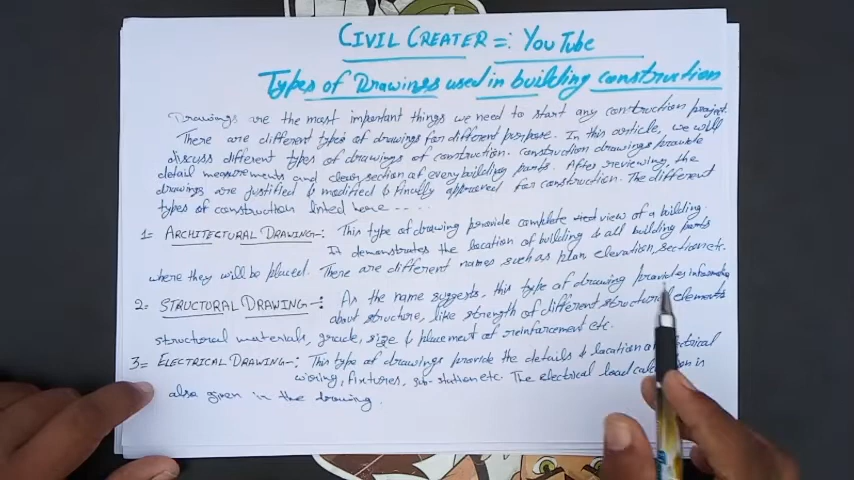 CIVIL CREATER =: YouTube
Types of Drawings used in building construction
Drawings are the most important things we need to start any construction project.
There are different types of drawings for different purpose. In this article, we will
discuss different types of drawings of construction. construction drawings provide
detail measurements and clear section of every building parts. After reviewing, the
drawings are justified & modified & finally approved for construction. The different
types of construction listed here ....
1= ARCHITECTURAL DRAWING-: This type of drawing provide complete view of a building.
It demonstrates the location of building & all building parts
where they will be placed. There are different names such as plan elevation, section etc.
2- STRUCTURAL DRAWING-: As the name suggests, this type of drawing provides information
about structure, like strength of different structural elements
structural materials, grade, size & placement of reinforcement etc.
3= ELECTRICAL DRAWING-: This type of drawings provide the details & location
wiring, fixtures, sub-station etc. The electrical load is
also given in the drawing.